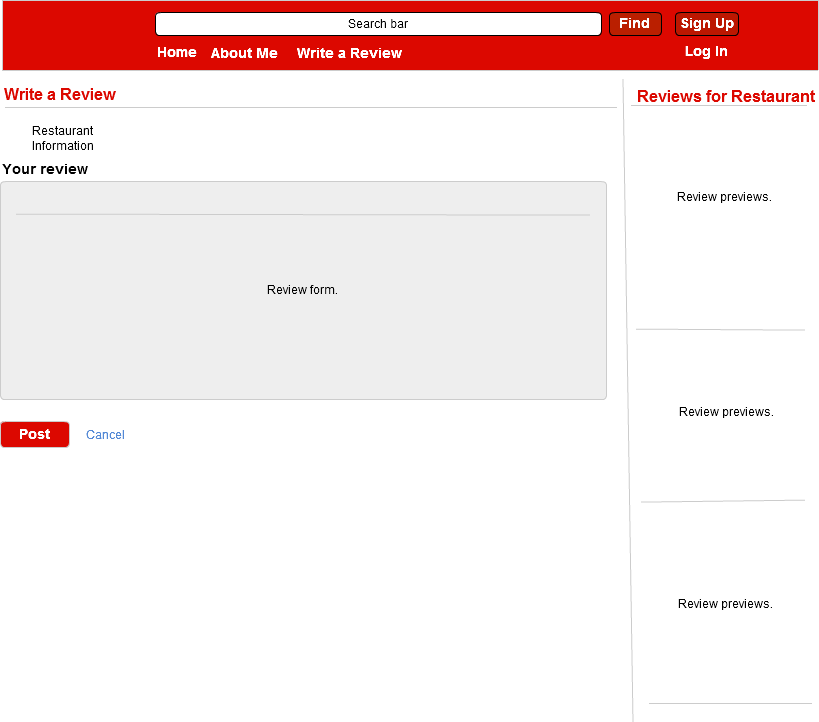 Search bar
Find
Sign Up
Home
About Me
Write a Review
Log In
Write a Review
Reviews for Restaurant
Restaurant
Information
Your review
Review previews.
Review form.
Review previews.
Post
Cancel
Review previews.